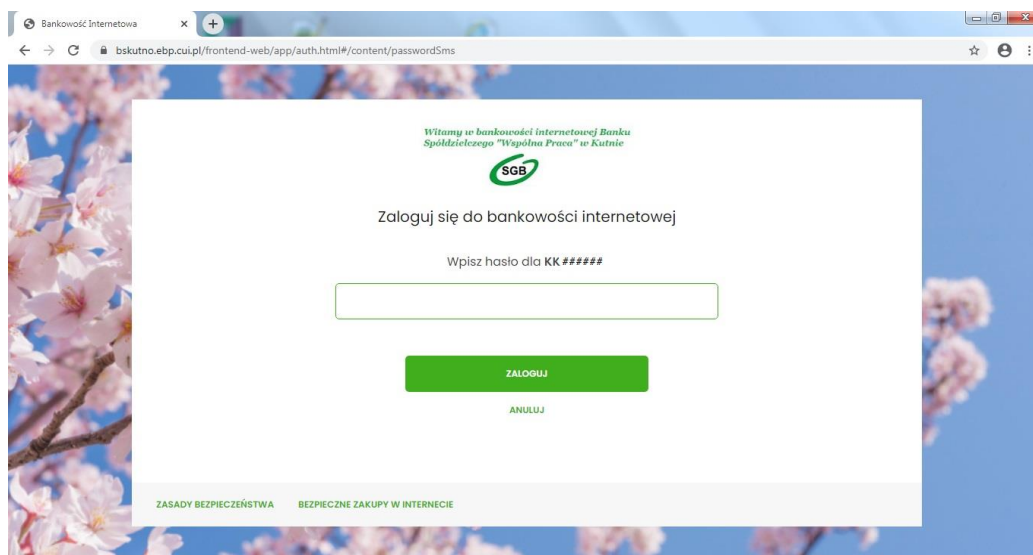 Bankowość Internetowa
bskutno.ebp.cui.pl/frontend-web/app/auth.html#/content/passwordSms
Witamy w bankowości internetowej Banku
Spółdzielczego "Wspólna Praca" w Kutnie
SGB
Zaloguj się do bankowości internetowej
Wpisz hasło dla KK######
ZALOGUJ
ANULUJ
ZASADY BEZPIECZEŃSTWA BEZPIECZNE ZAKUPY W INTERNECIE